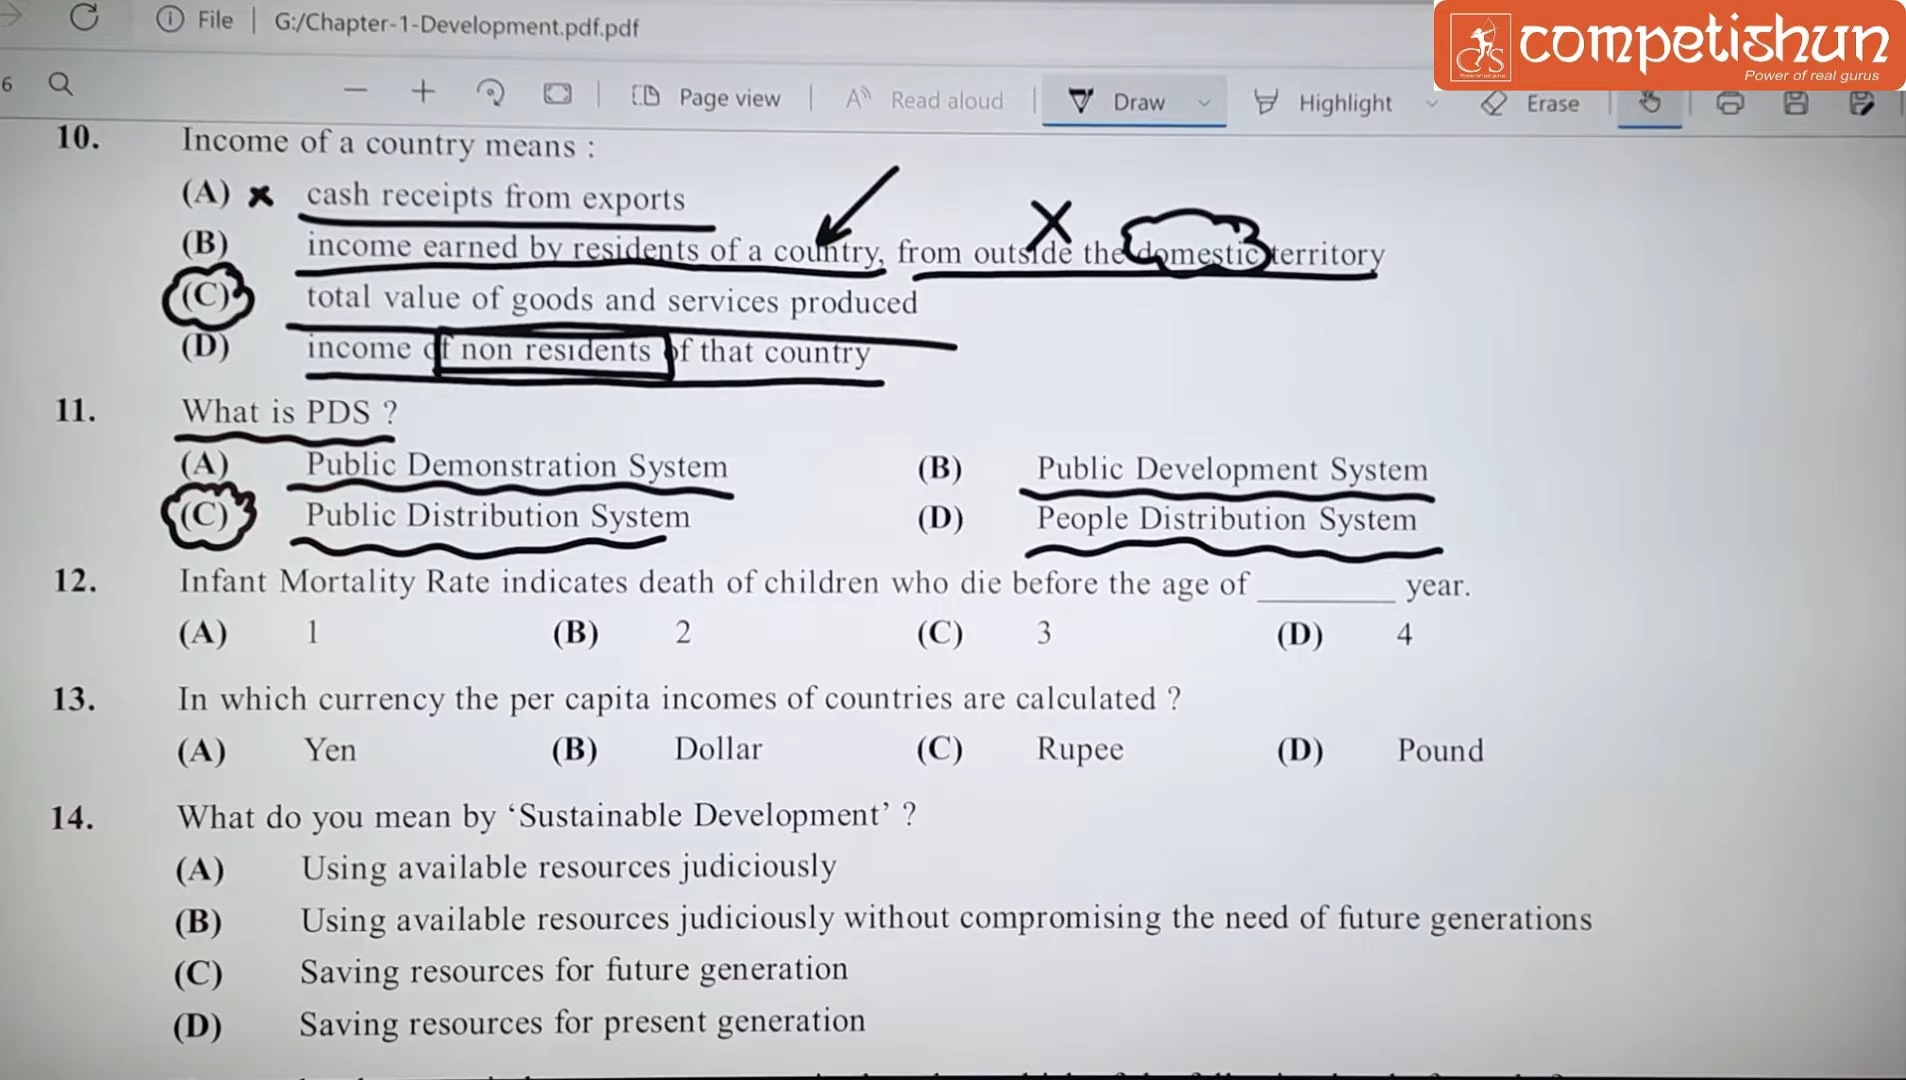 File | G:/Chapter-1-Development.pdf.pdf
competishun
Power of real gurus
6
Page view | Read aloud | Draw Highlight Erase
10. Income of a country means :
(A) cash receipts from exports
(B) income earned by residents of a country, from outside the domestic territory
(C) total value of goods and services produced
(D) income of non residents of that country
11. What is PDS ?
(A) Public Demonstration System (B) Public Development System
(C) Public Distribution System (D) People Distribution System
12. Infant Mortality Rate indicates death of children who die before the age of ________ year.
(A) 1 (B) 2 (C) 3 (D) 4
13. In which currency the per capita incomes of countries are calculated ?
(A) Yen (B) Dollar (C) Rupee (D) Pound
14. What do you mean by ‘Sustainable Development’ ?
(A) Using available resources judiciously
(B) Using available resources judiciously without compromising the need of future generations
(C) Saving resources for future generation
(D) Saving resources for present generation